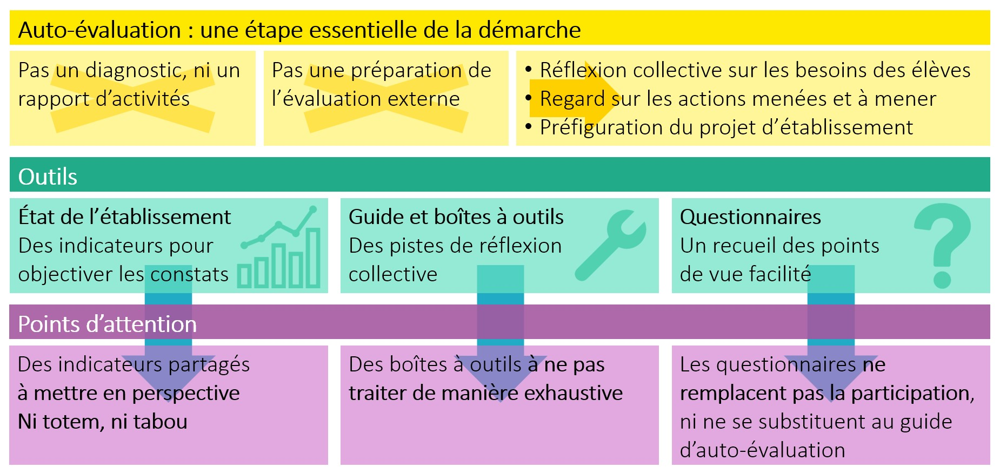 Auto-évaluation : une étape essentielle de la démarche
Pas un diagnostic, ni un
rapport d’activités
Pas une préparation de
l’évaluation externe
• Réflexion collective sur les besoins des élèves
• Regard sur les actions menées et à mener
• Préfiguration du projet d’établissement
Outils
État de l’établissement
Des indicateurs pour
objectiver les constats
Guide et boîtes à outils
Des pistes de réflexion
collective
Questionnaires
Un recueil des points
de vue facilité
Points d’attention
Des indicateurs partagés
à mettre en perspective
Ni totem, ni tabou
Des boîtes à outils à ne pas
traiter de manière exhaustive
Les questionnaires ne
remplacent pas la participation,
ni ne se substituent au guide
d’auto-évaluation